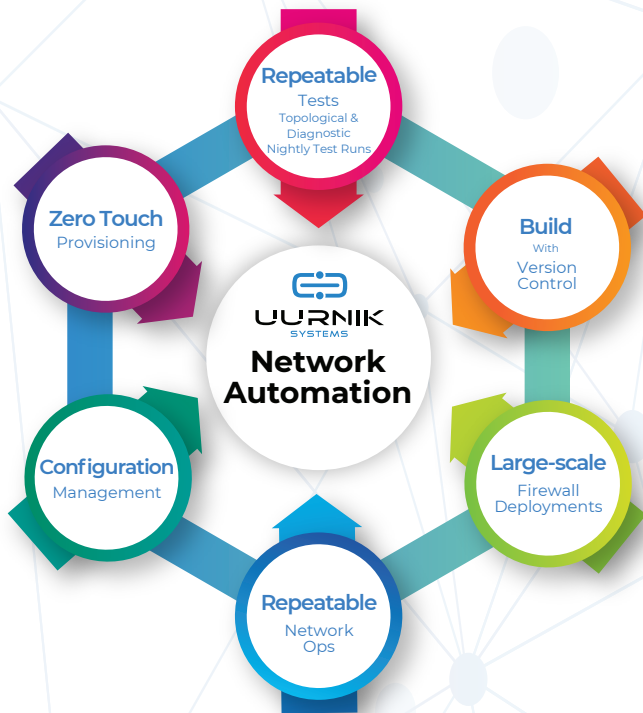 Repeatable
Tests
Topological &
Diagnostic
Nightly Test Runs
Zero Touch
Provisioning
Build
With
Version
Control
UURNIK
SYSTEMS
Network
Automation
Configuration
Management
Large-scale
Firewall
Deployments
Repeatable
Network
Ops